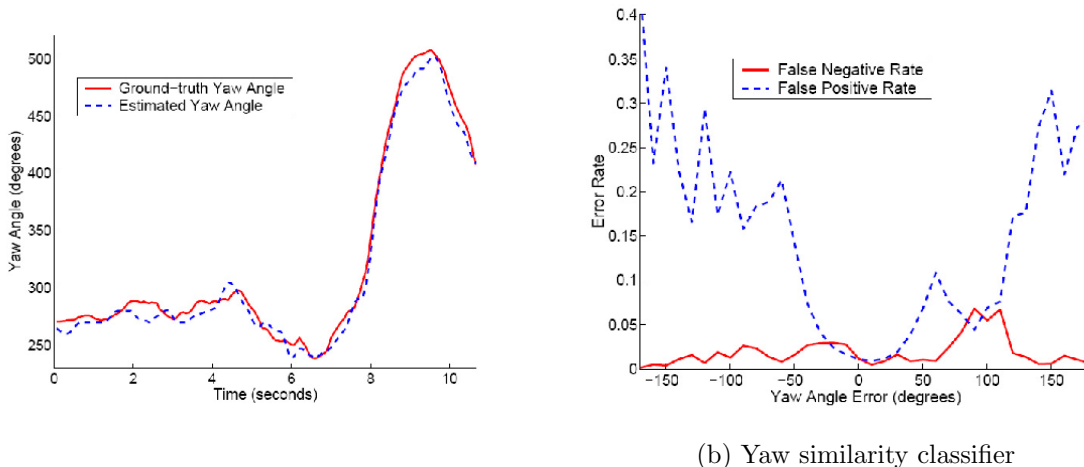 500
450
400
350
300
250
Yaw Angle (degrees)
Ground-truth Yaw Angle
Estimated Yaw Angle
0 2 4 6 8 10
Time (seconds)
0.4
0.35
0.3
0.25
0.2
0.15
0.1
0.05
0
Error Rate
False Negative Rate
False Positive Rate
-150 -100 -50 0 50 100 150
Yaw Angle Error (degrees)
(b) Yaw similarity classifier